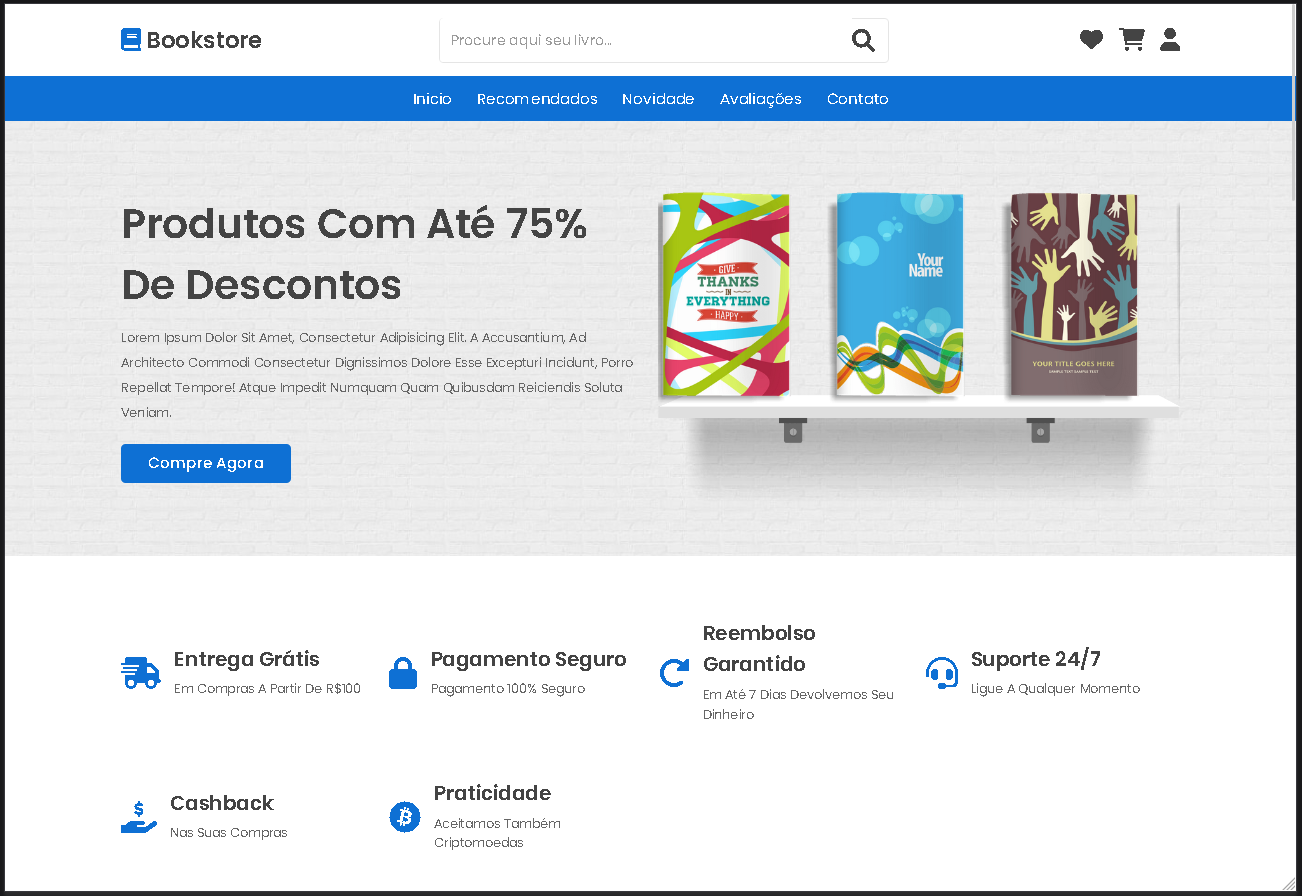 Bookstore
Procure aqui seu livro...
Inicio Recomendados Novidade Avaliações Contato
Produtos Com Até 75%
De Descontos
Lorem Ipsum Dolor Sit Amet, Consectetur Adipisicing Elit. A Accusantium, Ad
Architecto Commodi Consectetur Dignissimos Dolore Esse Excepturi Incidunt, Porro
Repellat Tempore! Atque Impedit Numquam Quam Quibusdam Reiciendis Soluta
Veniam.
Compre Agora
GIVE
THANKS
IN
EVERYTHING
HAPPY
Your
Name
YOUR TITLE GOES HERE
SAMPLE TEXT SAMPLE TEXT
Entrega Grátis
Em Compras A Partir De R$100
Pagamento Seguro
Pagamento 100% Seguro
Reembolso
Garantido
Em Até 7 Dias Devolvemos Seu
Dinheiro
Suporte 24/7
Ligue A Qualquer Momento
Cashback
Nas Suas Compras
Praticidade
Aceitamos Também
Criptomoedas